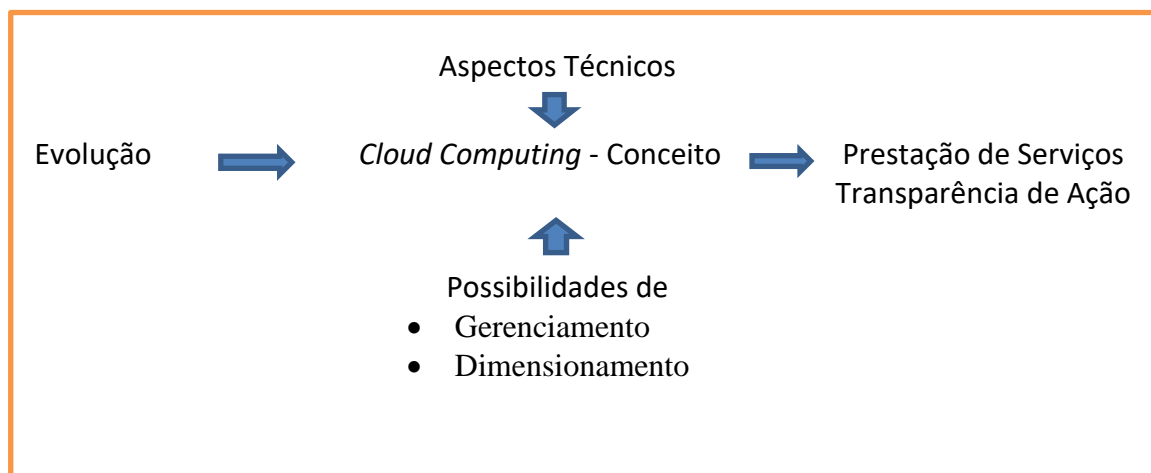 Aspectos Técnicos
Evolução Cloud Computing - Conceito Prestação de Serviços
Transparência de Ação
Possibilidades de
• Gerenciamento
• Dimensionamento